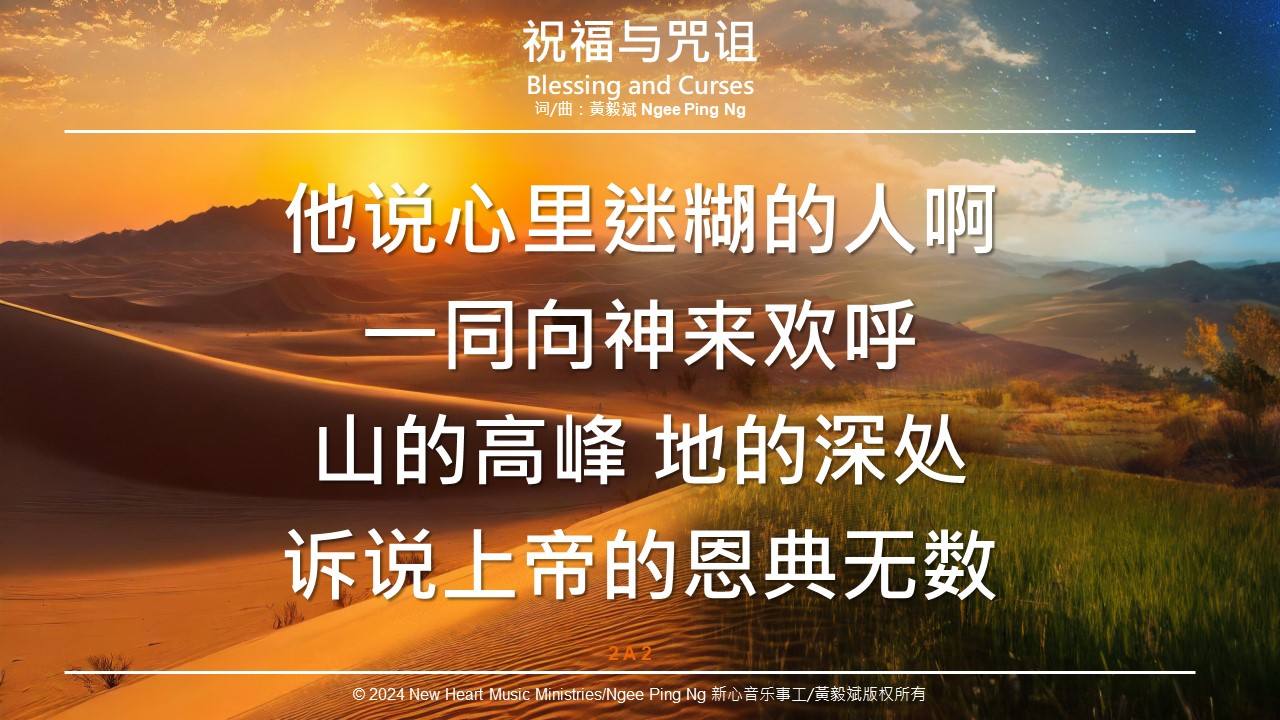 祝福与咒诅
Blessing and Curses
词/曲：黃毅斌 Ngee Ping Ng
他说心里迷糊的人啊
一同向神来欢呼
山的高峰 地的深处
诉说上帝的恩典无数
2A2
© 2024 New Heart Music Ministries/Ngee Ping Ng 新心音乐事工/黃毅斌版权所有